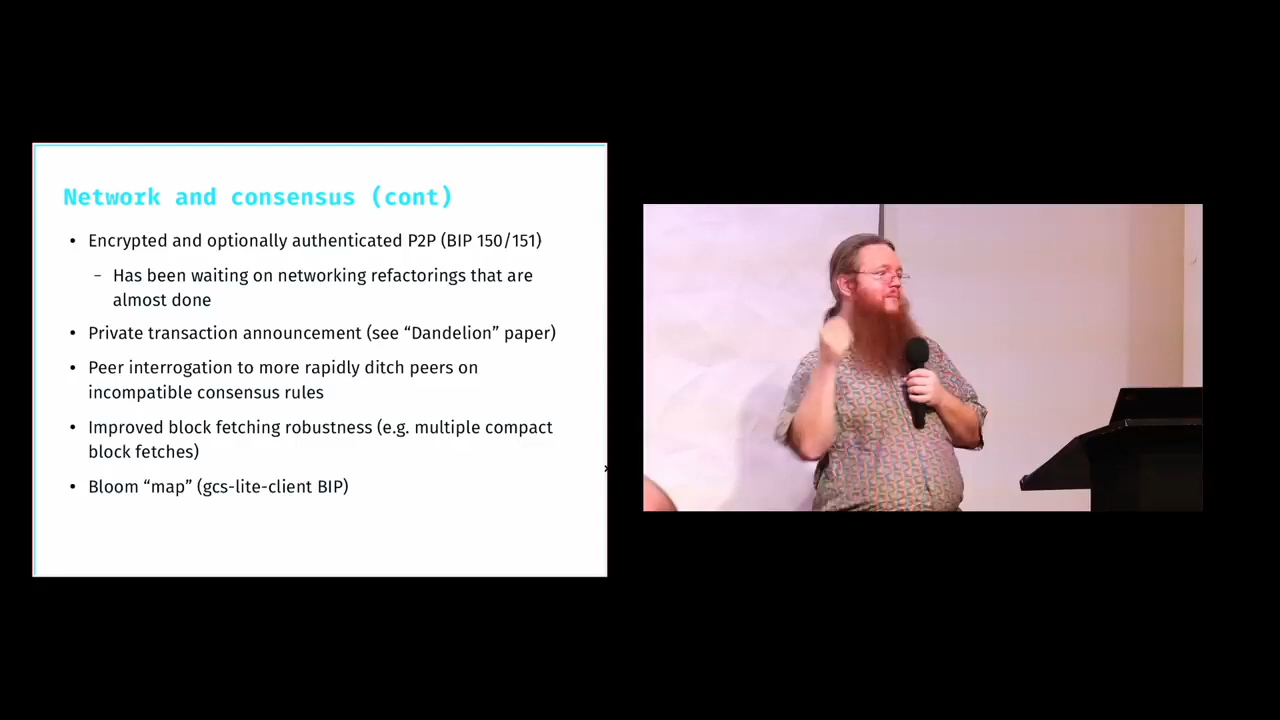 Network and consensus (cont)
• Encrypted and optionally authenticated P2P (BIP 150/151)
– Has been waiting on networking refactorings that are
almost done
• Private transaction announcement (see “Dandelion” paper)
• Peer interrogation to more rapidly ditch peers on
incompatible consensus rules
• Improved block fetching robustness (e.g. multiple compact
block fetches)
• Bloom “map” (gcs-lite-client BIP)